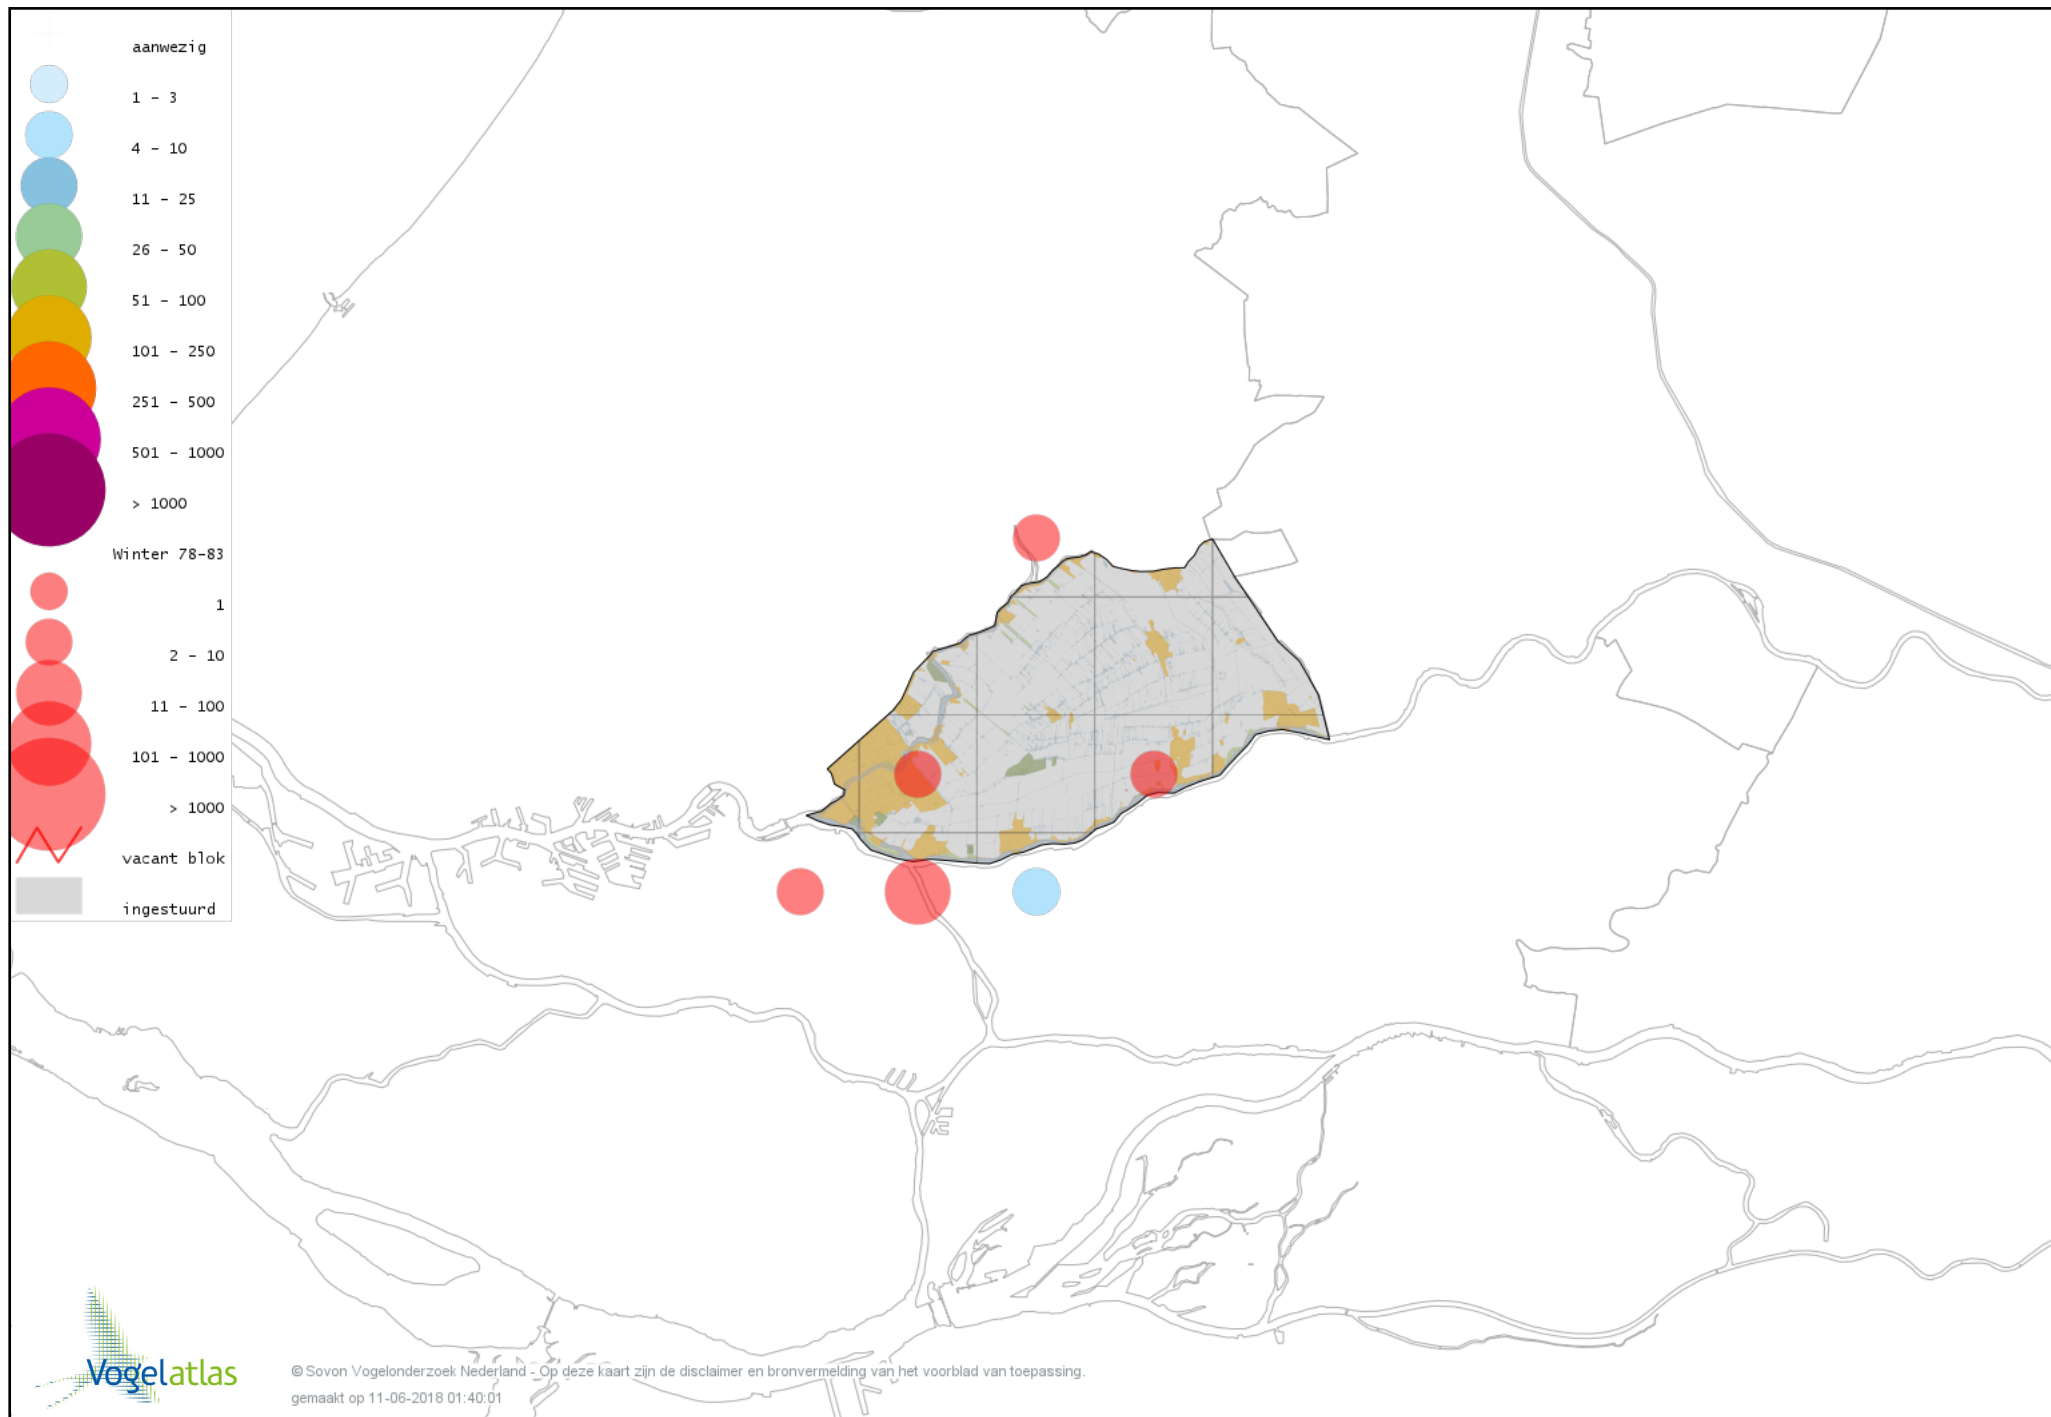 aanwezig
1 - 3
4 - 10
11 - 25
26 - 50
51 - 100
101 - 250
251 - 500
501 - 1000
> 1000
Winter 78-83
1
2 - 10
11 - 100
101 - 1000
> 1000
vacant blok
ingestuurd
Vogelatlas
© Sovon Vogelonderzoek Nederland - Op deze kaart zijn de disclaimer en bronvermelding van het voorblad van toepassing.
gemaakt op 11-06-2018 01:40:01